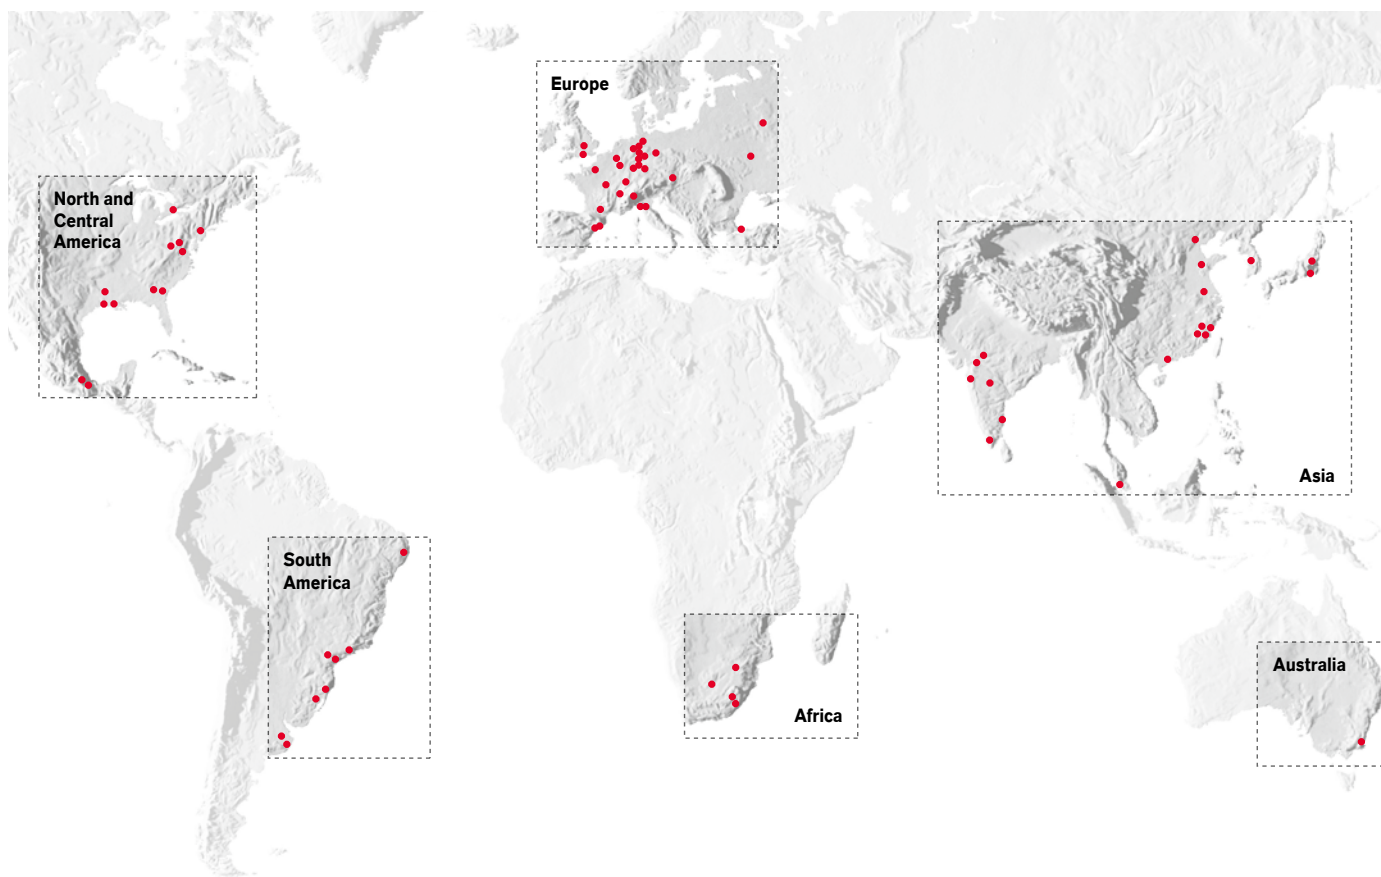 Europe
North and
Central
America
Asia
South
America
Australia
Africa